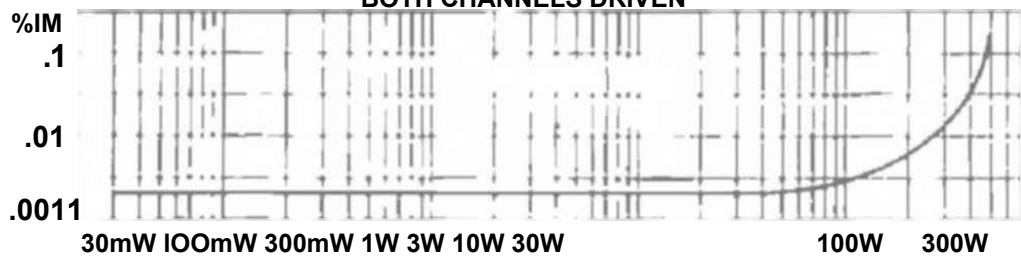 BOTH CHANNELS DRIVEN
%IM
.1
.01
.0011
30mW IOOmW 300mW 1W 3W 10W 30W 100W 300W